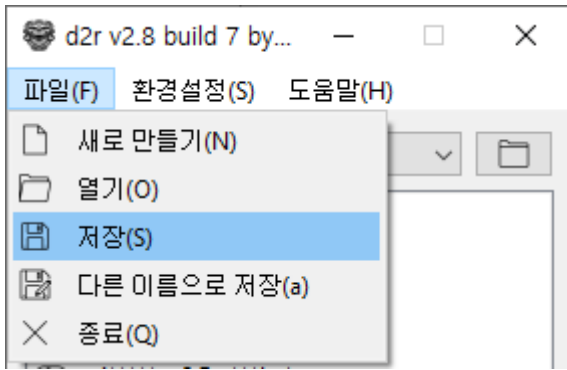 d2r v2.8 build 7 by...
파일(F) 환경설정(S) 도움말(H)
새로 만들기(N)
열기(O)
저장(S)
다른 이름으로 저장(a)
종료(Q)